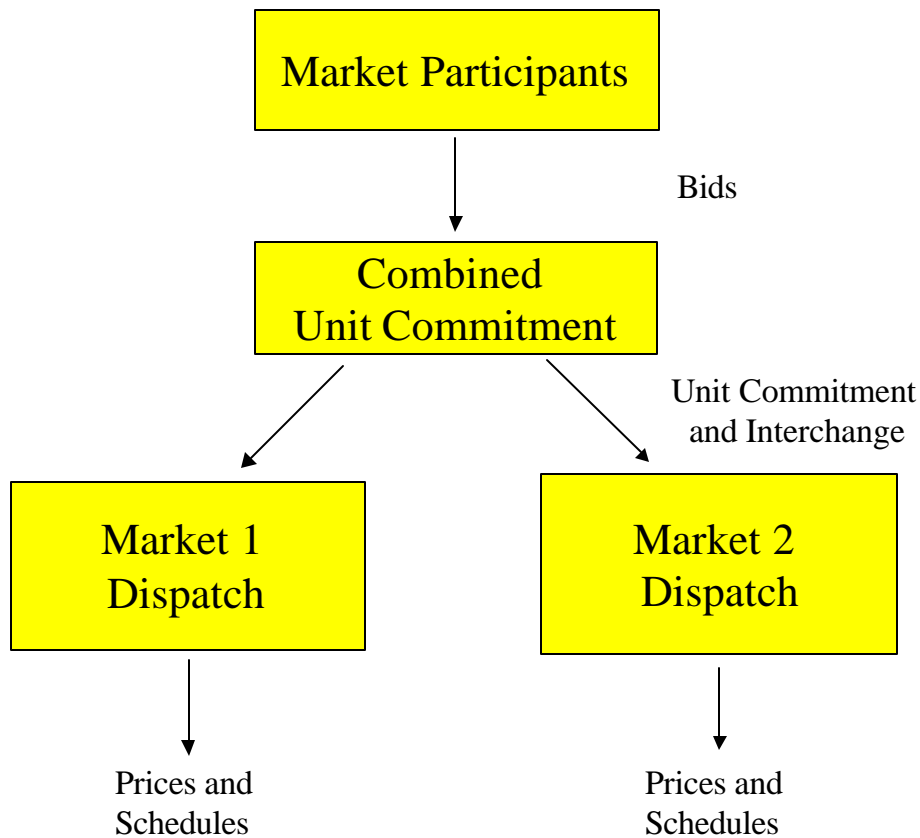 Market Participants
Bids
Combined
Unit Commitment
Unit Commitment
and Interchange
Market 1
Dispatch
Market 2
Dispatch
Prices and
Schedules
Prices and
Schedules